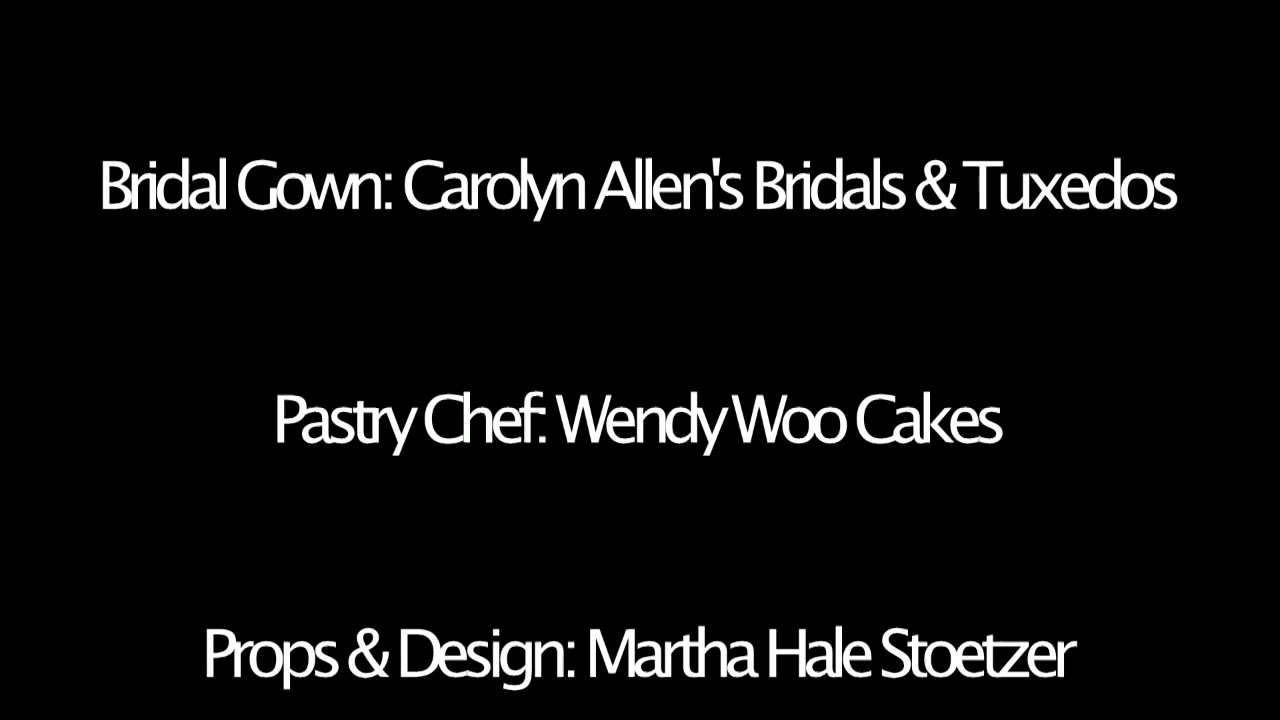 Bridal Gown: Carolyn Allen's Bridals & Tuxedos
Pastry Chef: Wendy Woo Cakes
Props & Design: Martha Hale Stoetzer